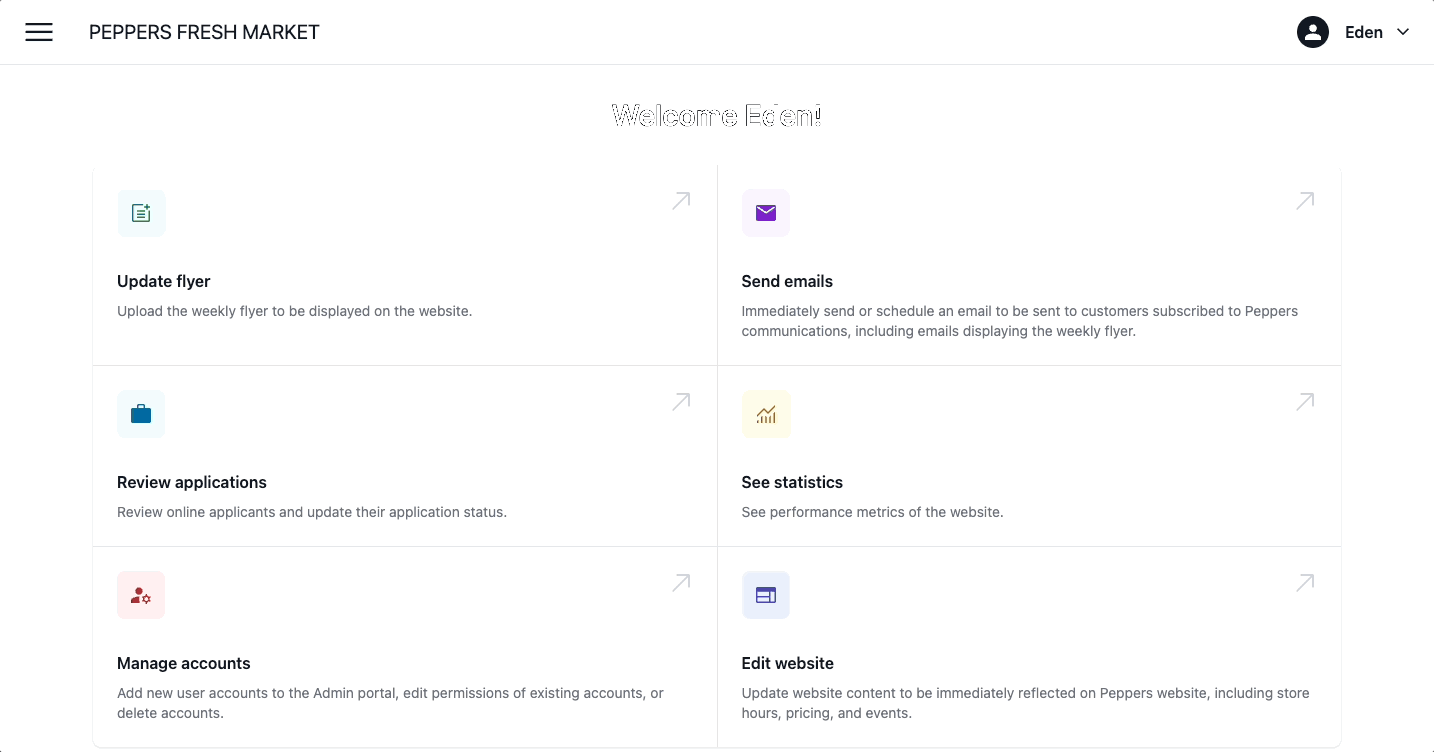 PEPPERS FRESH MARKET
Eden
Welcome Eden!
Update flyer
Upload the weekly flyer to be displayed on the website.
Send emails
Immediately send or schedule an email to be sent to customers subscribed to Peppers
communications, including emails displaying the weekly flyer.
Review applications
Review online applicants and update their application status.
See statistics
See performance metrics of the website.
Manage accounts
Add new user accounts to the Admin portal, edit permissions of existing accounts, or
delete accounts.
Edit website
Update website content to be immediately reflected on Peppers website, including store
hours, pricing, and events.